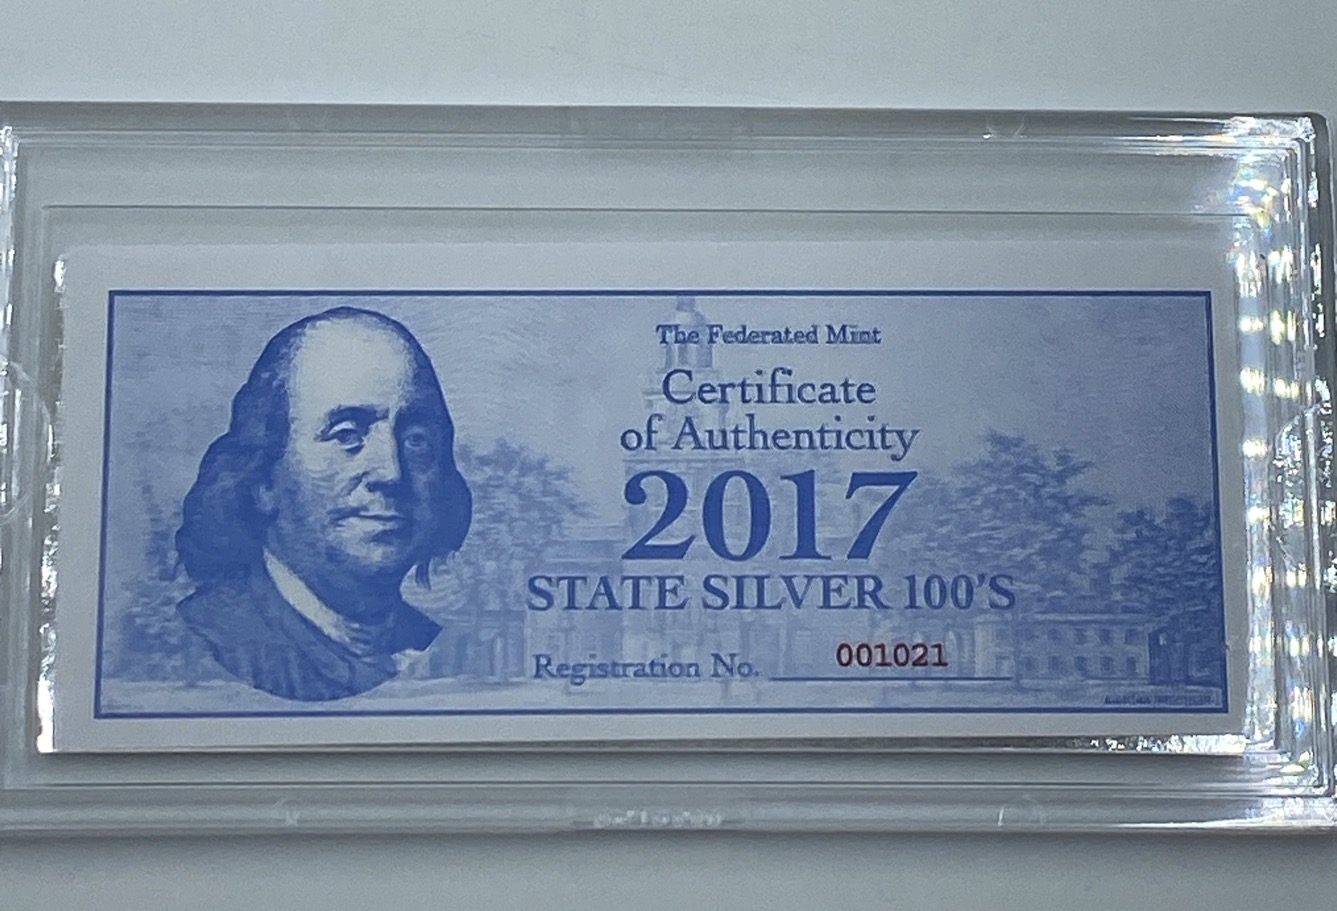 The Federated Mint
Certificate
of Authenticity
2017
STATE SILVER 100'S
Registration No. 001021